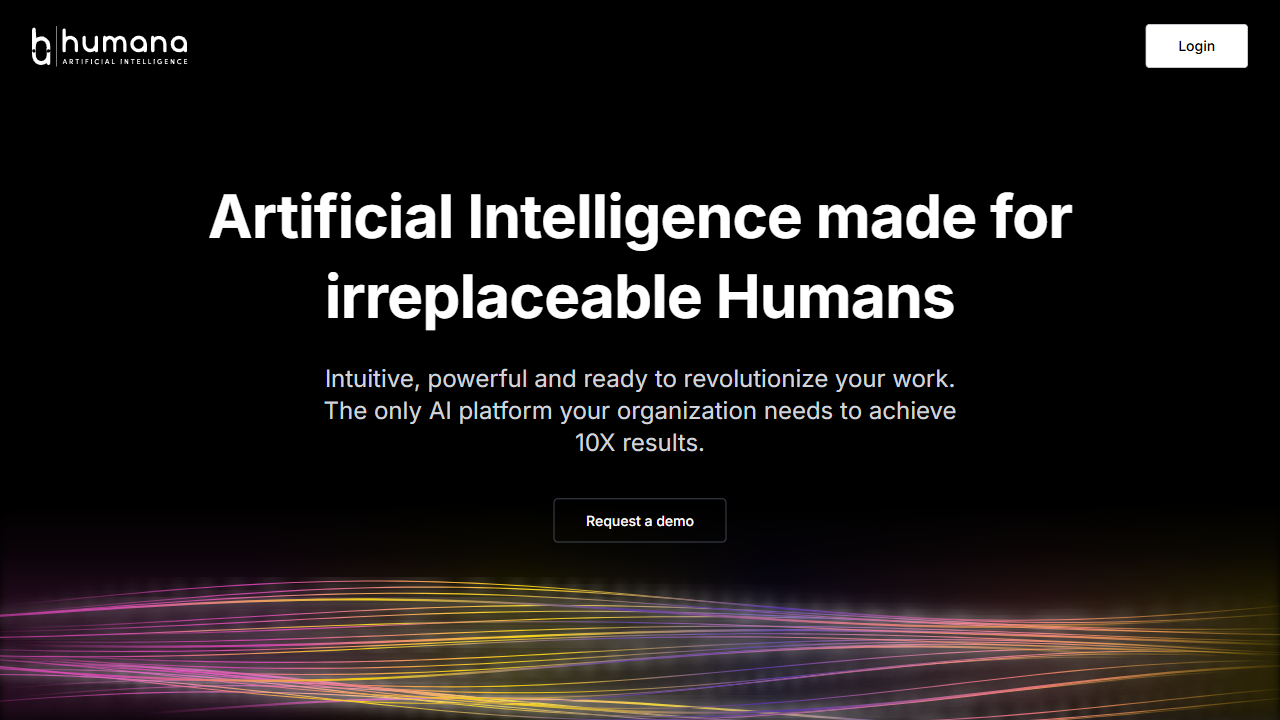 humana
ARTIFICIAL INTELLIGENCE
Login
Artificial Intelligence made for
irreplaceable Humans
Intuitive, powerful and ready to revolutionize your work.
The only AI platform your organization needs to achieve
10X results.
Request a demo